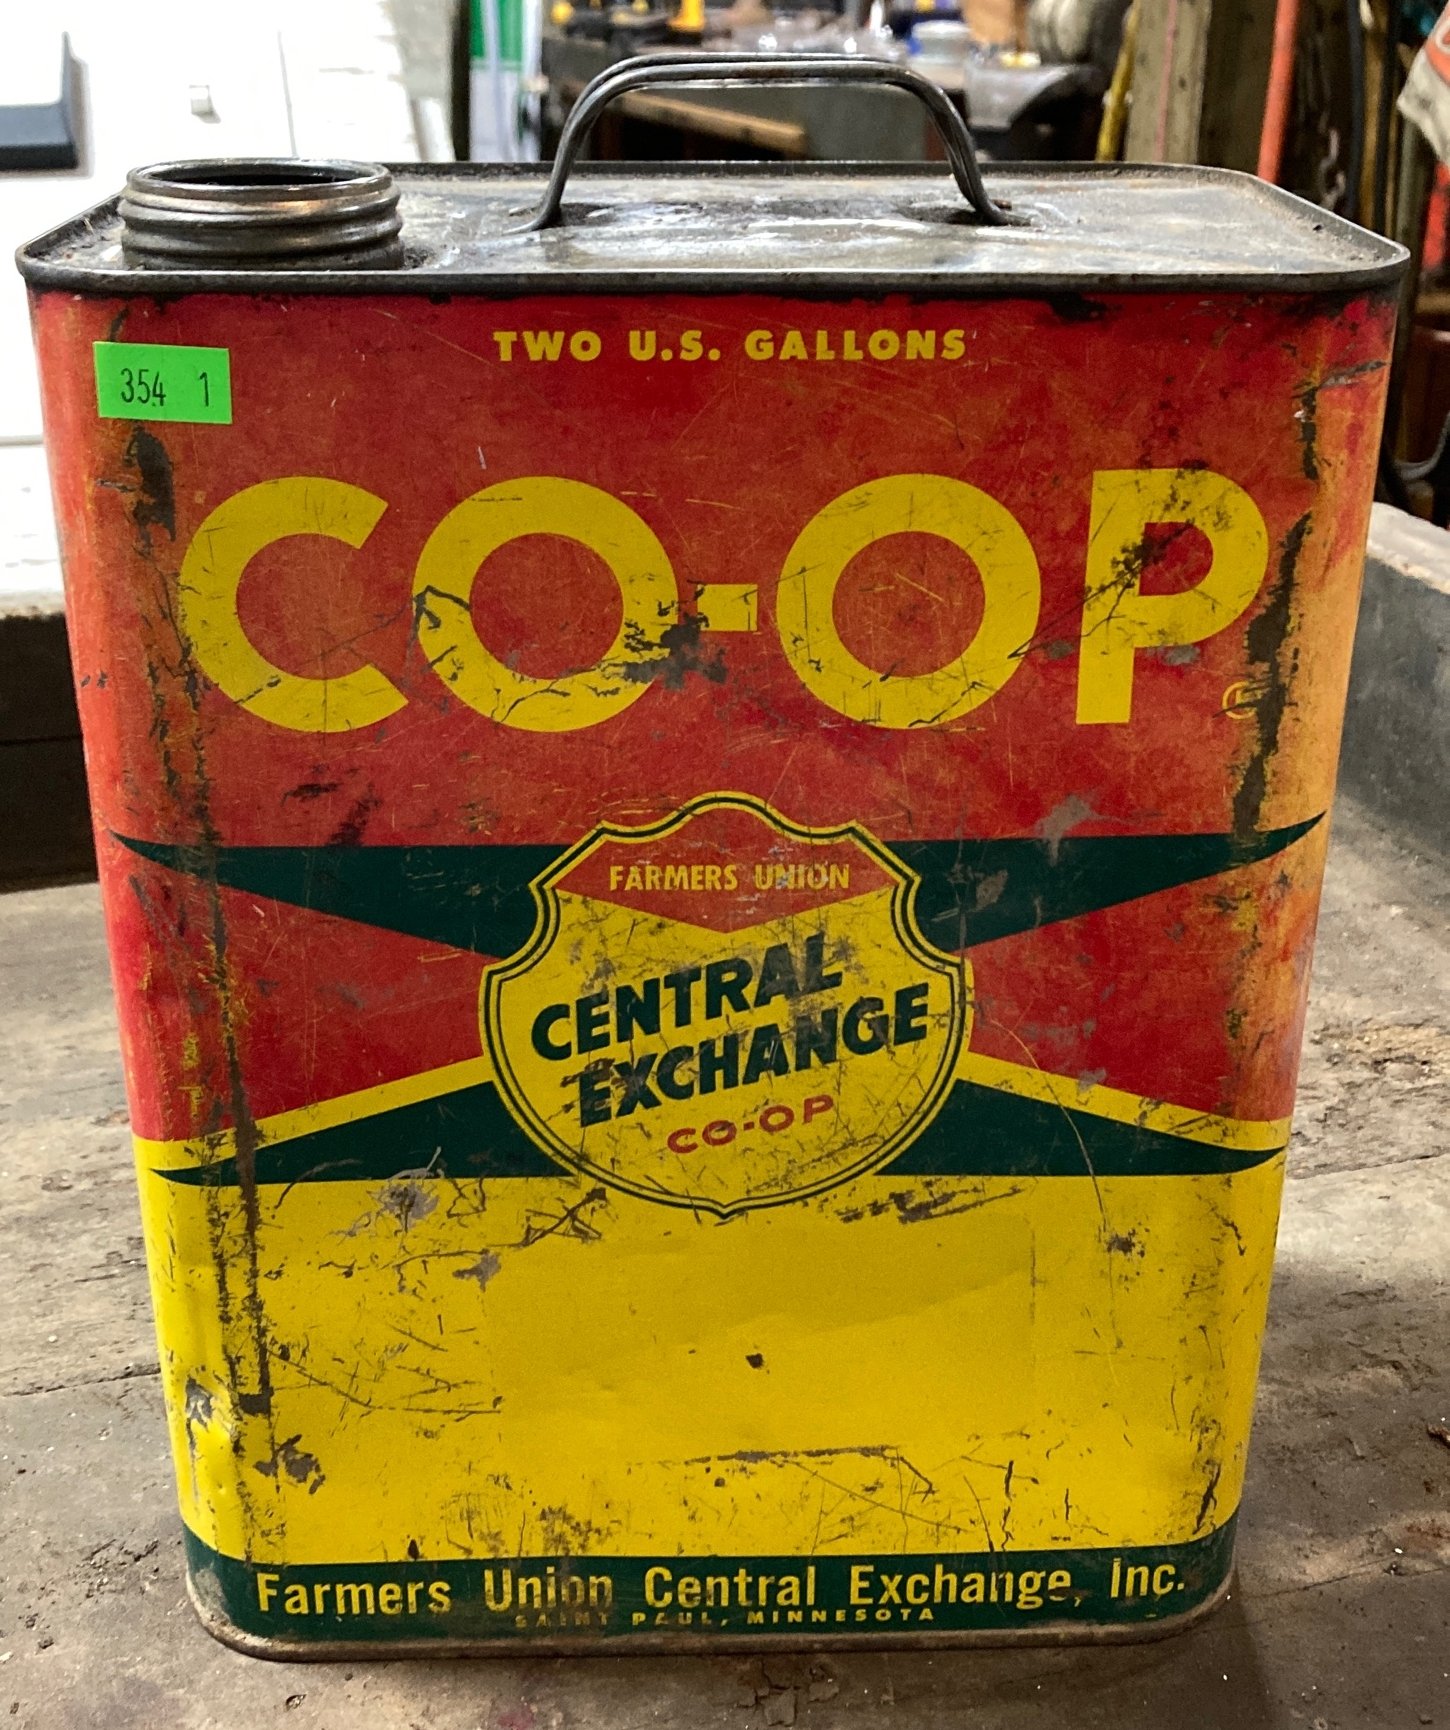 TWO U.S. GALLONS
354 1
CO-OP®
FARMERS UNION
CENTRAL
EXCHANGE
CO-OP
Farmers Union Central Exchange, Inc.
SAINT PAUL, MINNESOTA